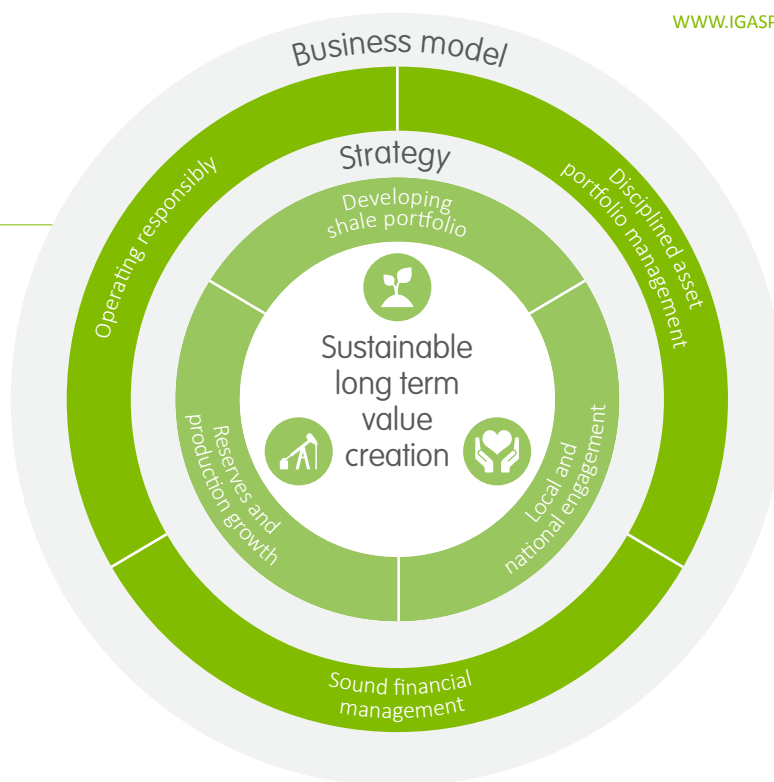 WWW.IGASP
Business model
Operating responsibly
Disciplined asset
portfolio management
Strategy
Developing
shale portfolio
Sustainable
long term
value
creation
Reserves and
production growth
Local and
national engagement
Sound financial
management